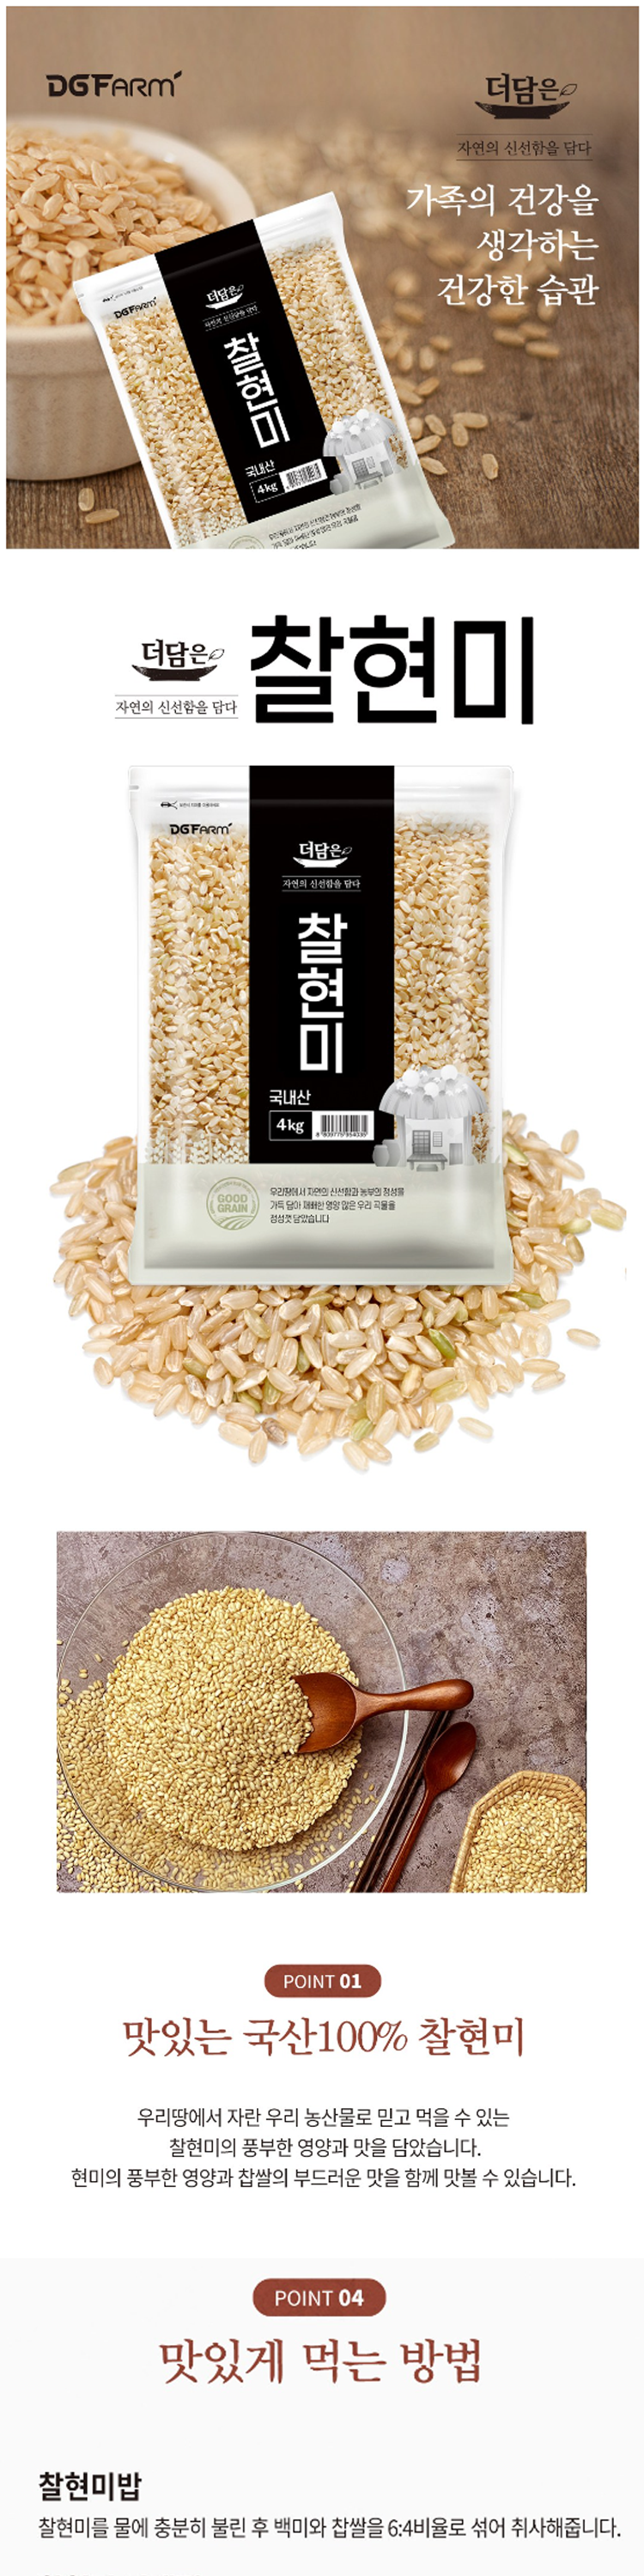 DGFARM
더담은
자연의 신선함을 담다
가족의 건강을
생각하는
건강한 습관
DGFARM
더담은
자연의 신선함을 담다
찰현미
국내산
4kg
더담은
자연의 신선함을 담다
찰현미
DGFARM
더담은
자연의 신선함을 담다
찰현미
국내산
4kg
GOOD
GRAIN
우리땅에서 자연의 신선함과 농부의 정성을
가득 담아 재배한 영양 많은 우리 곡물을
정성껏 담았습니다
POINT 01
맛있는 국산100% 찰현미
우리땅에서 자란 우리 농산물로 믿고 먹을 수 있는
찰현미의 풍부한 영양과 맛을 담았습니다.
현미의 풍부한 영양과 찹쌀의 부드러운 맛을 함께 맛볼 수 있습니다.
POINT 04
맛있게 먹는 방법
찰현미밥
찰현미를 물에 충분히 불린 후 백미와 찹쌀을 6:4비율로 섞어 취사해줍니다.